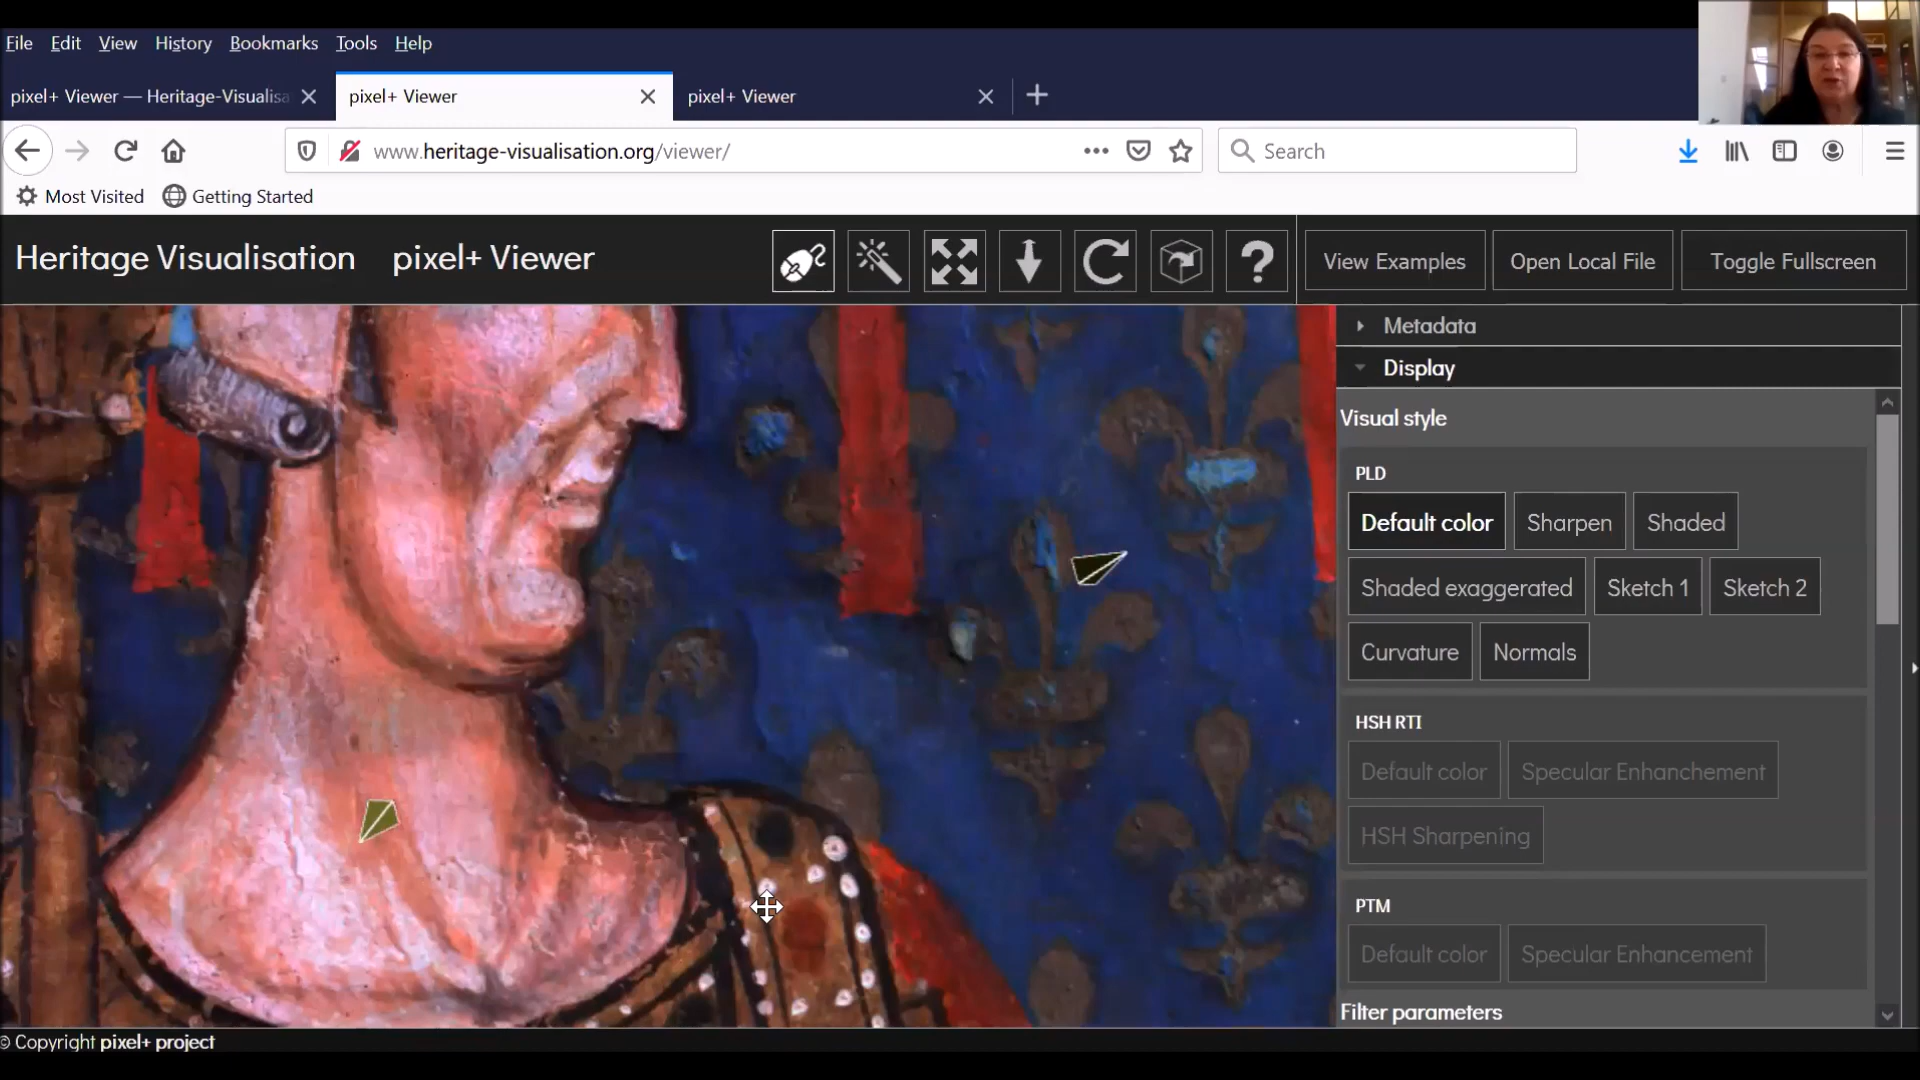 File Edit View History Bookmarks Tools Help
pixel+ Viewer — Heritage-Visualisa
pixel+ Viewer
pixel+ Viewer
www.heritage-visualisation.org/viewer/
Search
Most Visited Getting Started
Heritage Visualisation pixel+ Viewer
?
View Examples Open Local File Toggle Fullscreen
Metadata
Display
Visual style
PLD
Default color Sharpen Shaded
Shaded exaggerated Sketch 1 Sketch 2
Curvature Normals
HSH RTI
Default color Specular Enhanchement
HSH Sharpening
PTM
Default color Specular Enhancement
Filter parameters
© Copyright pixel+ project